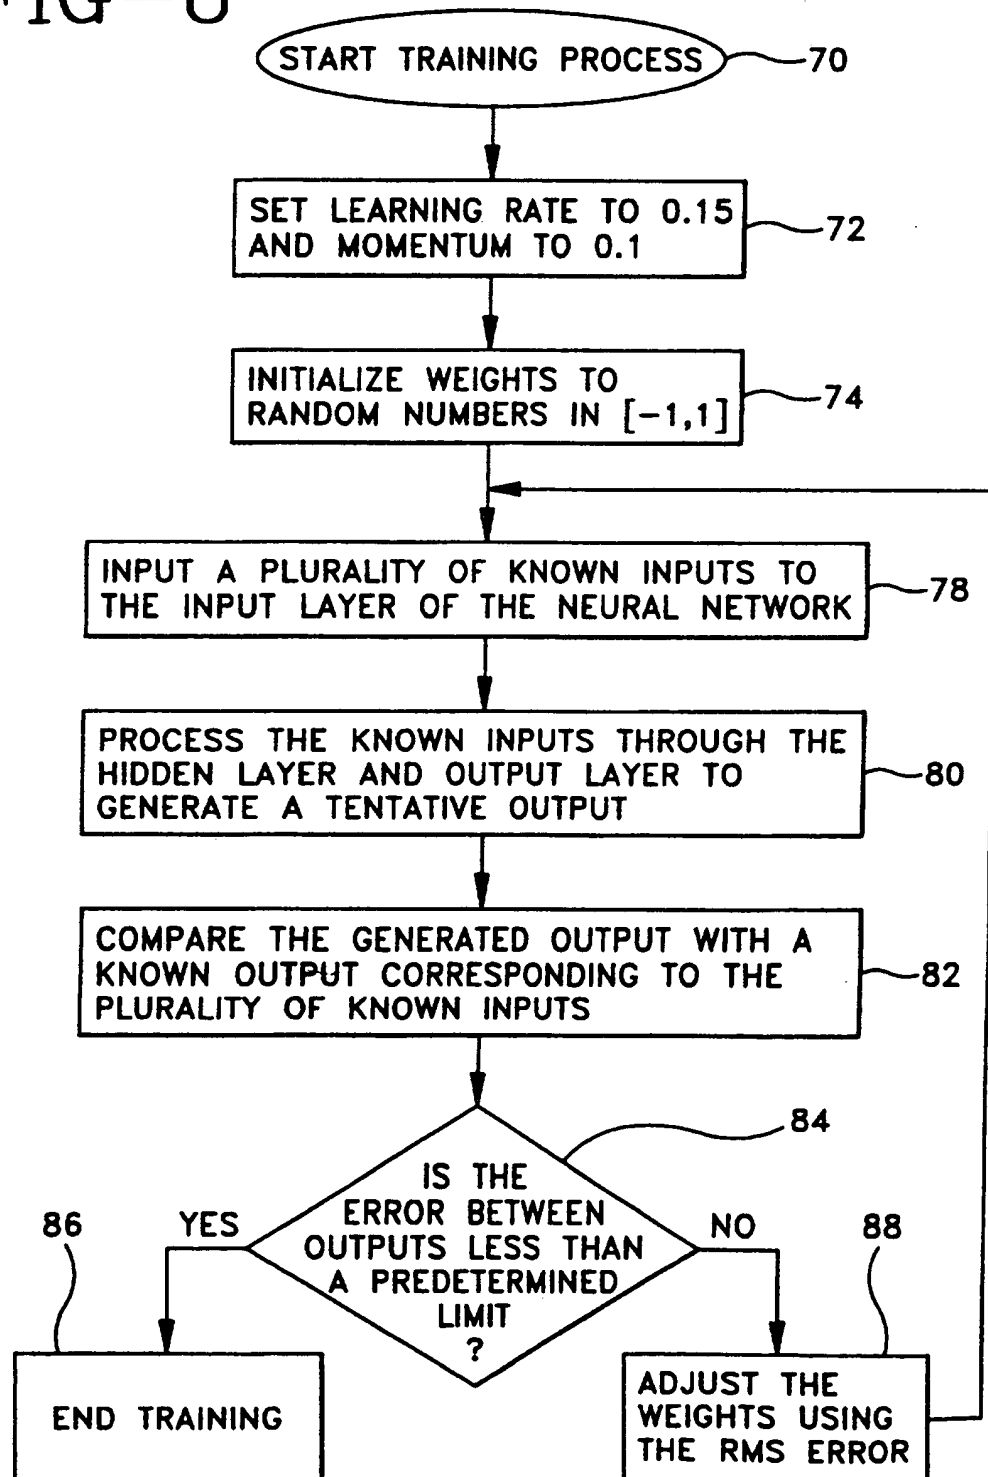 START TRAINING PROCESS
70
SET LEARNING RATE TO 0.15
AND MOMENTUM TO 0.1
72
INITIALIZE WEIGHTS TO
RANDOM NUMBERS IN [-1,1]
74
INPUT A PLURALITY OF KNOWN INPUTS TO
THE INPUT LAYER OF THE NEURAL NETWORK
78
PROCESS THE KNOWN INPUTS THROUGH THE
HIDDEN LAYER AND OUTPUT LAYER TO
GENERATE A TENTATIVE OUTPUT
80
COMPARE THE GENERATED OUTPUT WITH A
KNOWN OUTPUT CORRESPONDING TO THE
PLURALITY OF KNOWN INPUTS
82
84
IS THE
ERROR BETWEEN
OUTPUTS LESS THAN
A PREDETERMINED
LIMIT
?
YES
NO
86
88
END TRAINING
ADJUST THE
WEIGHTS USING
THE RMS ERROR